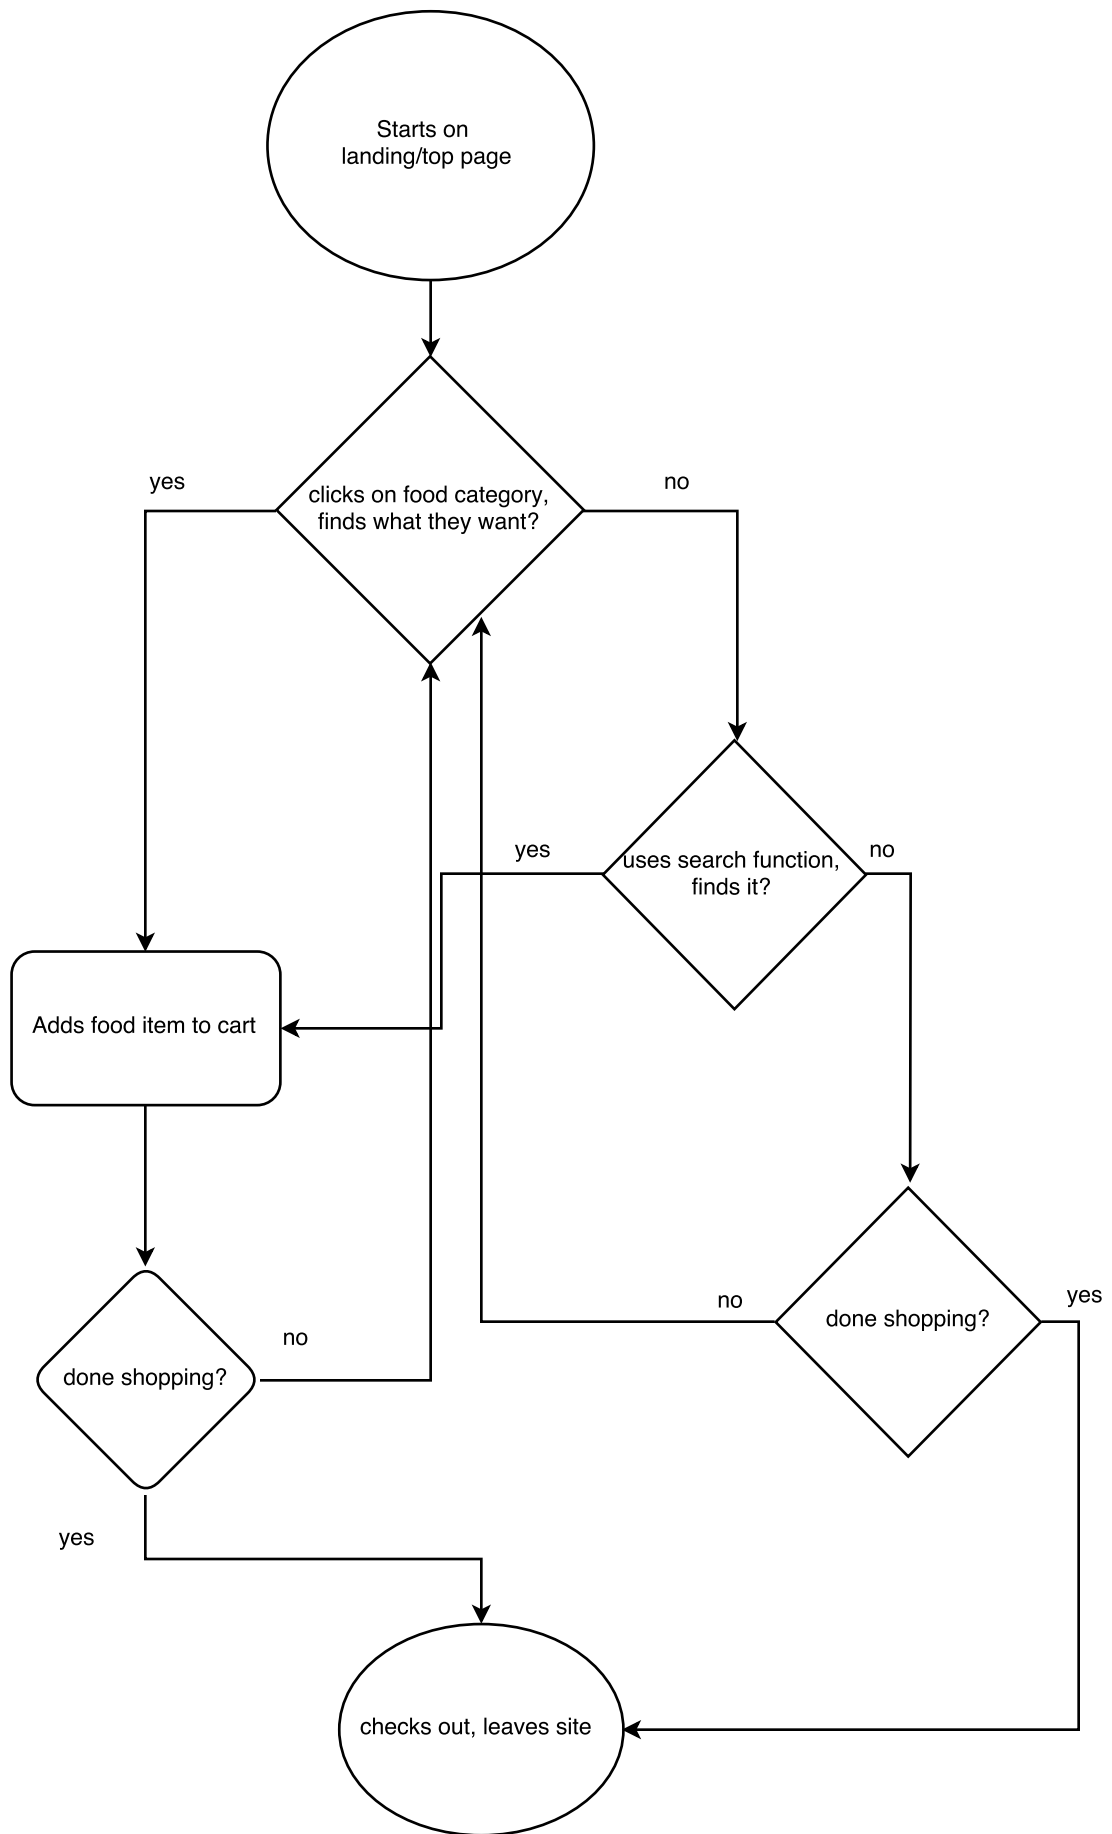 Starts on
landing/top page
yes
no
clicks on food category,
finds what they want?
yes
no
uses search function,
finds it?
Adds food item to cart
no
yes
done shopping?
no
done shopping?
yes
checks out, leaves site